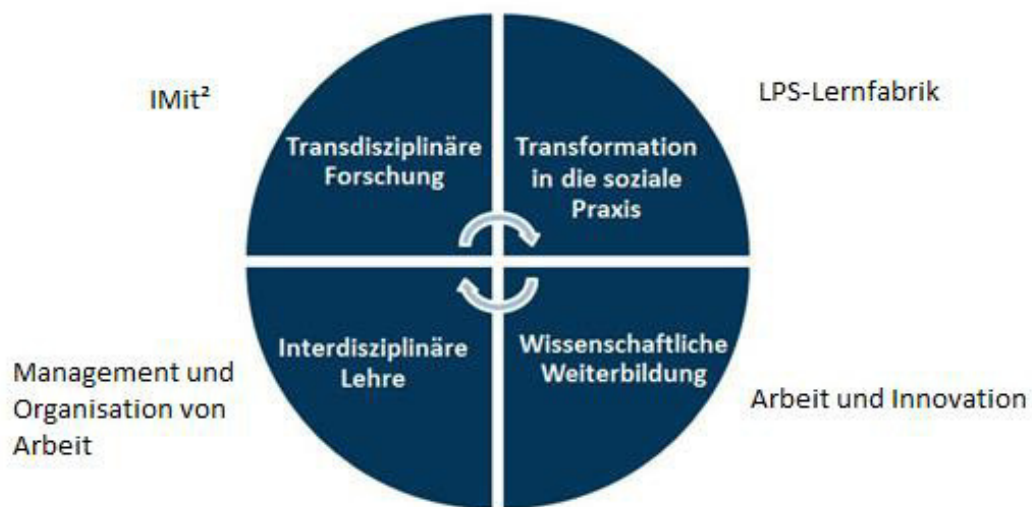 IMit²
LPS-Lernfabrik
Transdisziplinäre
Forschung
Transformation
in die soziale
Praxis
Interdisziplinäre
Lehre
Wissenschaftliche
Weiterbildung
Management und
Organisation von
Arbeit
Arbeit und Innovation